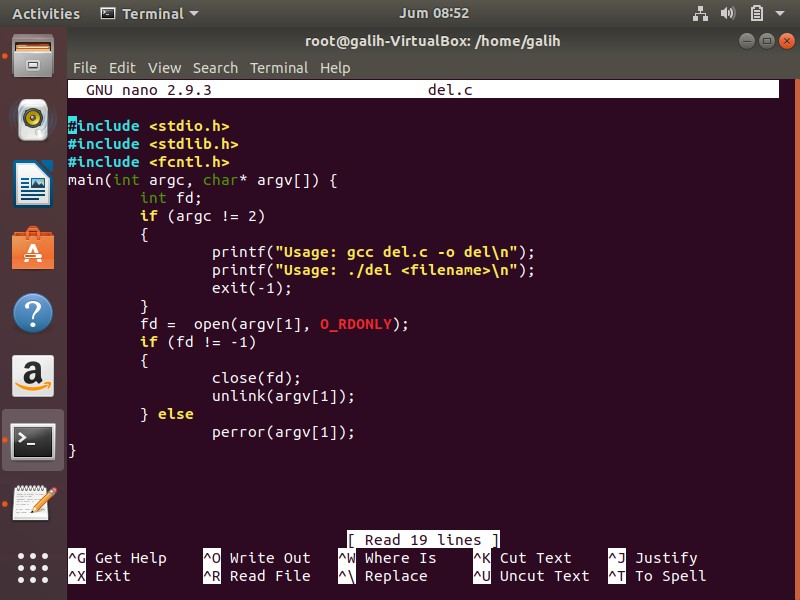 Activities Terminal Jum 08:52
root@galih-VirtualBox: /home/galih
File Edit View Search Terminal Help
GNU nano 2.9.3 del.c
#include <stdio.h>
#include <stdlib.h>
#include <fcntl.h>
main(int argc, char* argv[]) {
        int fd;
        if (argc != 2)
        {
                printf("Usage: gcc del.c -o del\n");
                printf("Usage: ./del <filename>\n");
                exit(-1);
        }
        fd =  open(argv[1], O_RDONLY);
        if (fd != -1)
        {
                close(fd);
                unlink(argv[1]);
        } else
                perror(argv[1]);
}
[ Read 19 lines ]
^G Get Help ^O Write Out ^W Where Is ^K Cut Text ^J Justify
^X Exit ^R Read File ^\ Replace ^U Uncut Text ^T To Spell